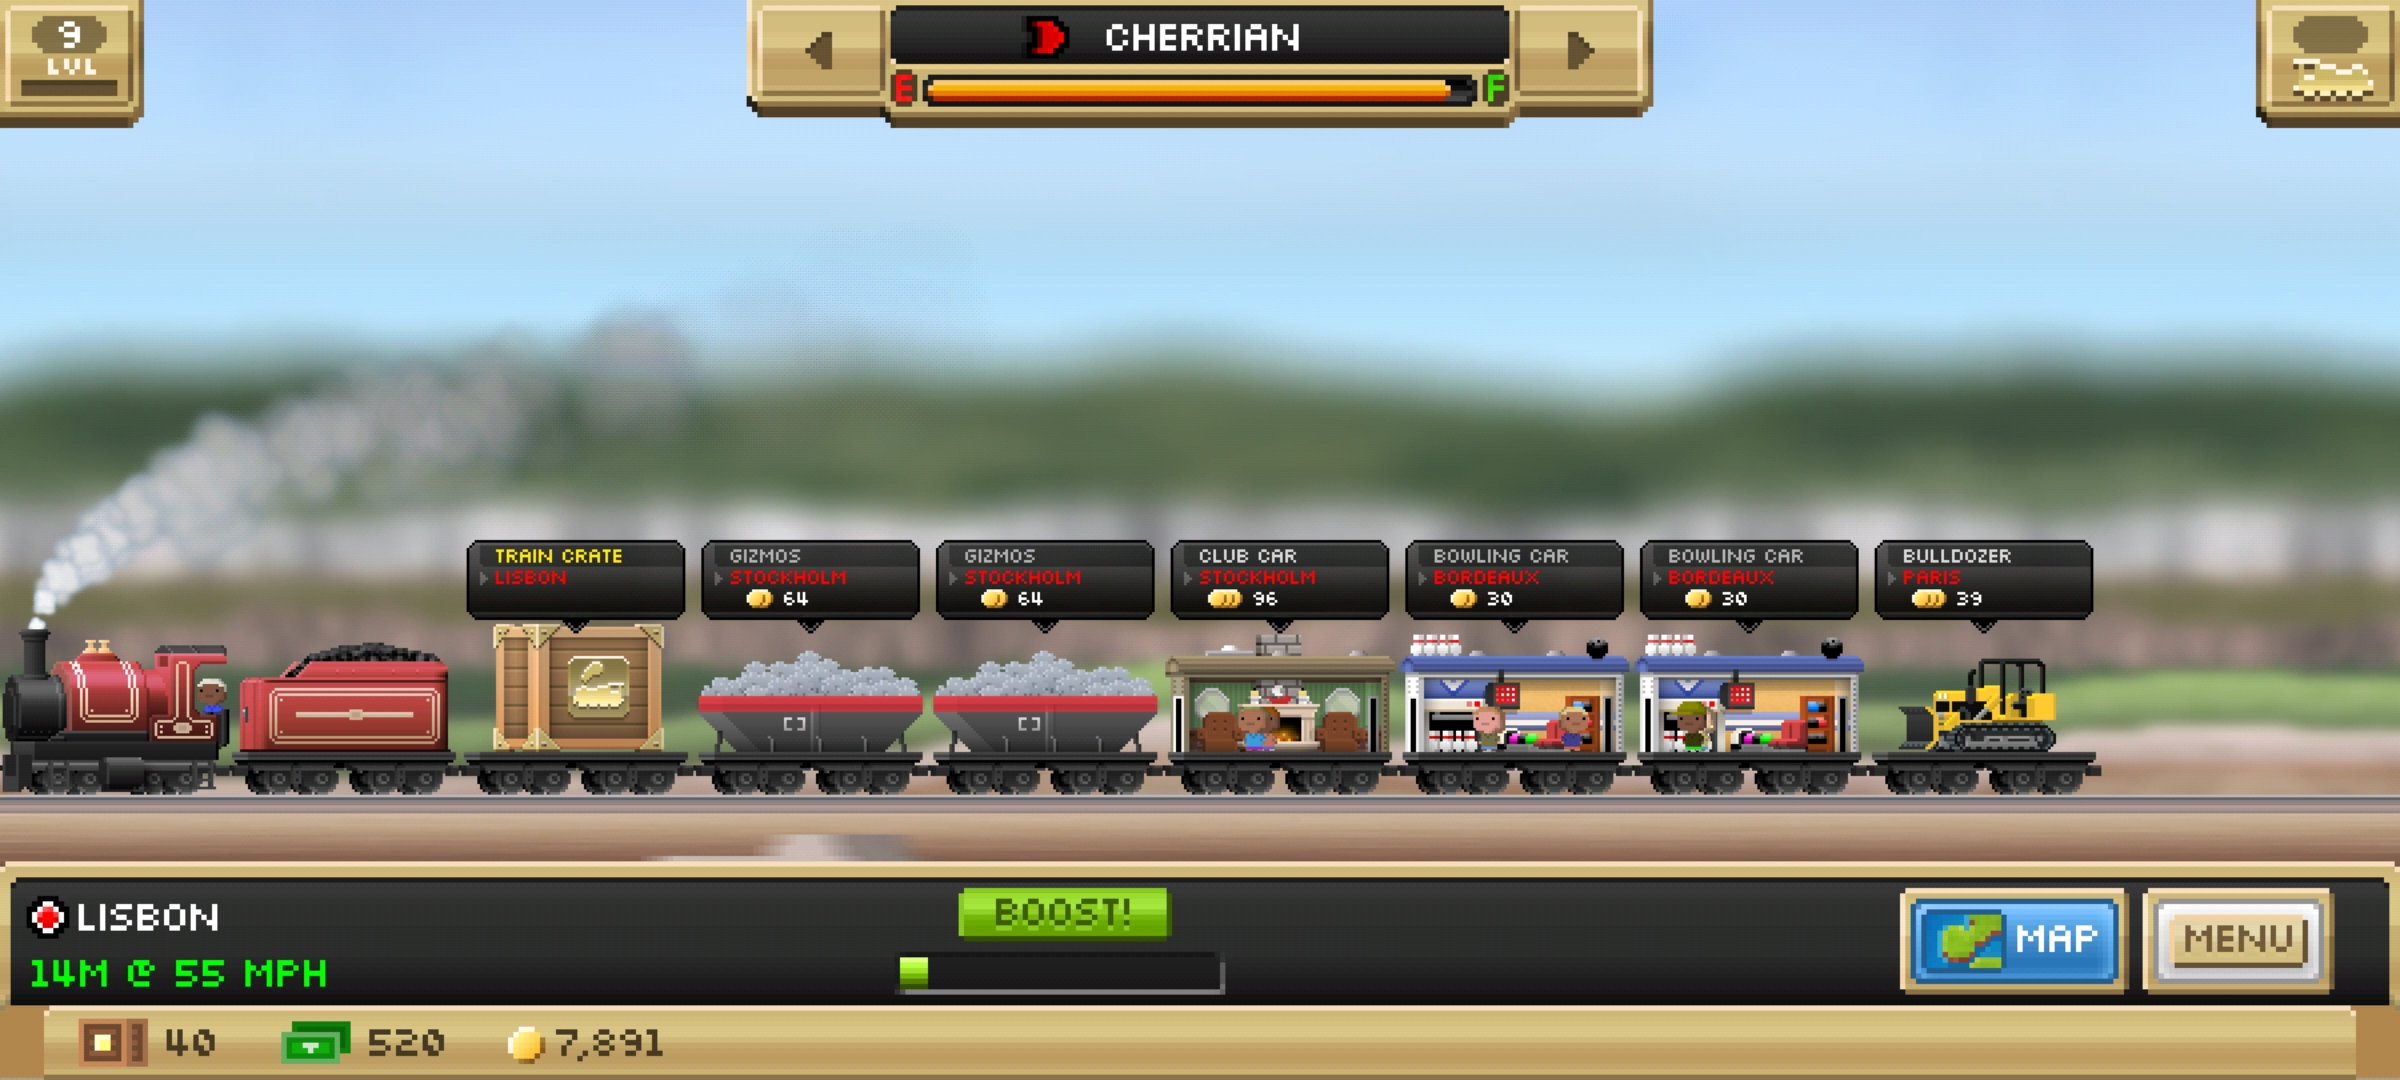 9
LVL
CHERRIAN
E F
TRAIN CRATE
LISBON
GIZMOS
STOCKHOLM
64
GIZMOS
STOCKHOLM
64
CLUB CAR
STOCKHOLM
96
BOWLING CAR
BORDEAUX
30
BOWLING CAR
BORDEAUX
30
BULLDOZER
PARIS
39
LISBON
14M @ 55 MPH
BOOST!
MAP
MENU
40
520
7,891